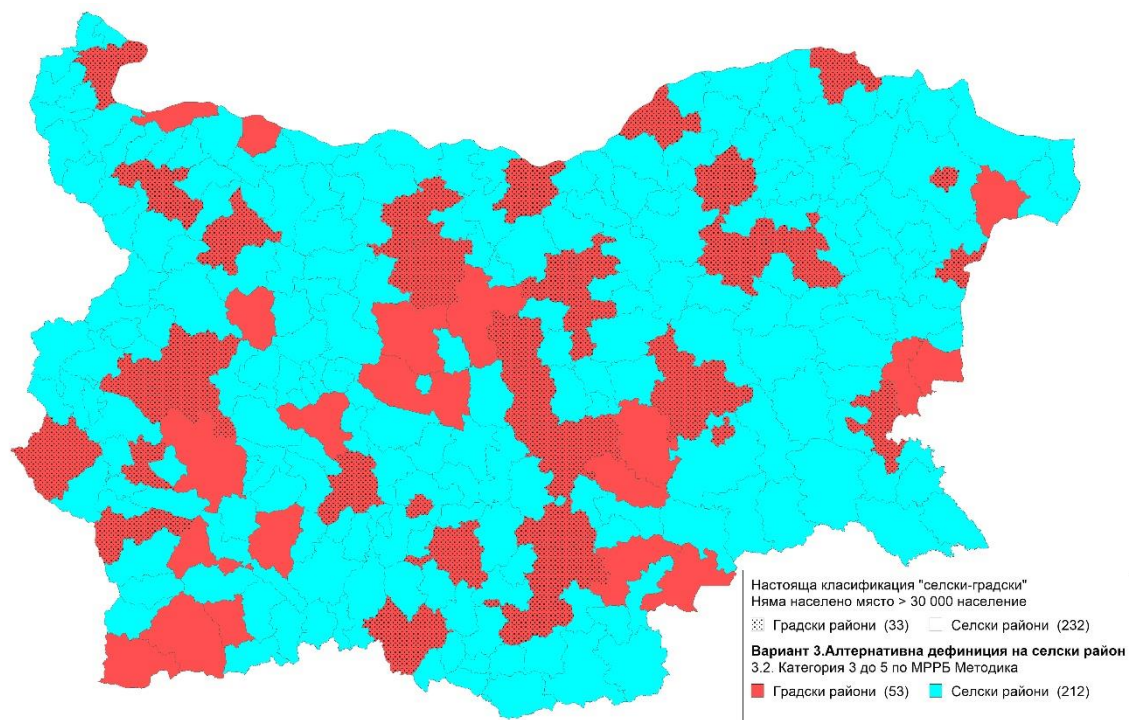 Настояща класификация "селски-градски"
Няма населено място > 30 000 население
Градски райони (33) Селски райони (232)
Вариант 3.Алтернативна дефиниция на селски район
3.2. Категория 3 до 5 по МРРБ Методика
Градски райони (53) Селски райони (212)